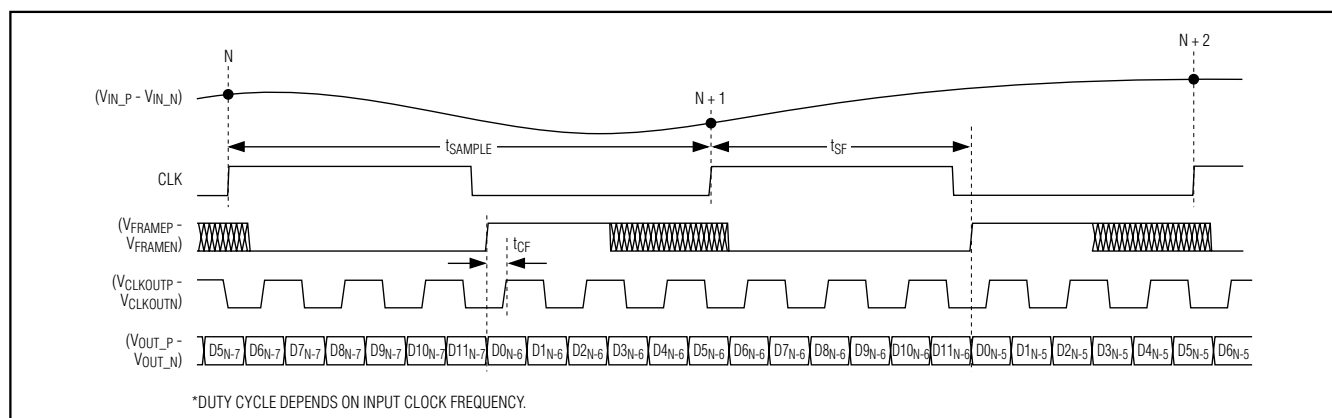 N
N + 1
N + 2
(VIN_P - VIN_N)
tSAMPLE
tSF
CLK
(VFRAMEP -
VFRAMEN)
tCF
(VCLKOUTP -
VCLKOUTN)
(VOUT_P -
VOUT_N)
D5N-7 D6N-7 D7N-7 D8N-7 D9N-7 D10N-7 D11N-7 D0N-6 D1N-6 D2N-6 D3N-6 D4N-6 D5N-6 D6N-6 D7N-6 D8N-6 D9N-6 D10N-6 D11N-6 D0N-5 D1N-5 D2N-5 D3N-5 D4N-5 D5N-5 D6N-5
*DUTY CYCLE DEPENDS ON INPUT CLOCK FREQUENCY.